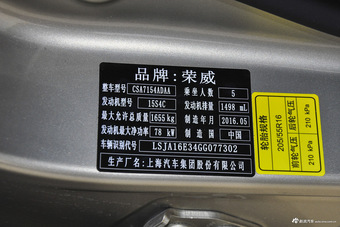 品牌：荣威
整车型号 CSA7154ADAA 乘坐人数 5
发动机型号 15S4C 发动机排量 1498 mL
最大允许总质量 1655 kg 制造年月 2016.05
发动机最大净功率 78 kW 制造国 中国
车辆识别代号 LSJA16E34GG077302
生产厂名：上海汽车集团股份有限公司
轮胎规格 205/55R16
前轮气压 210 kPa
后轮气压 210 kPa